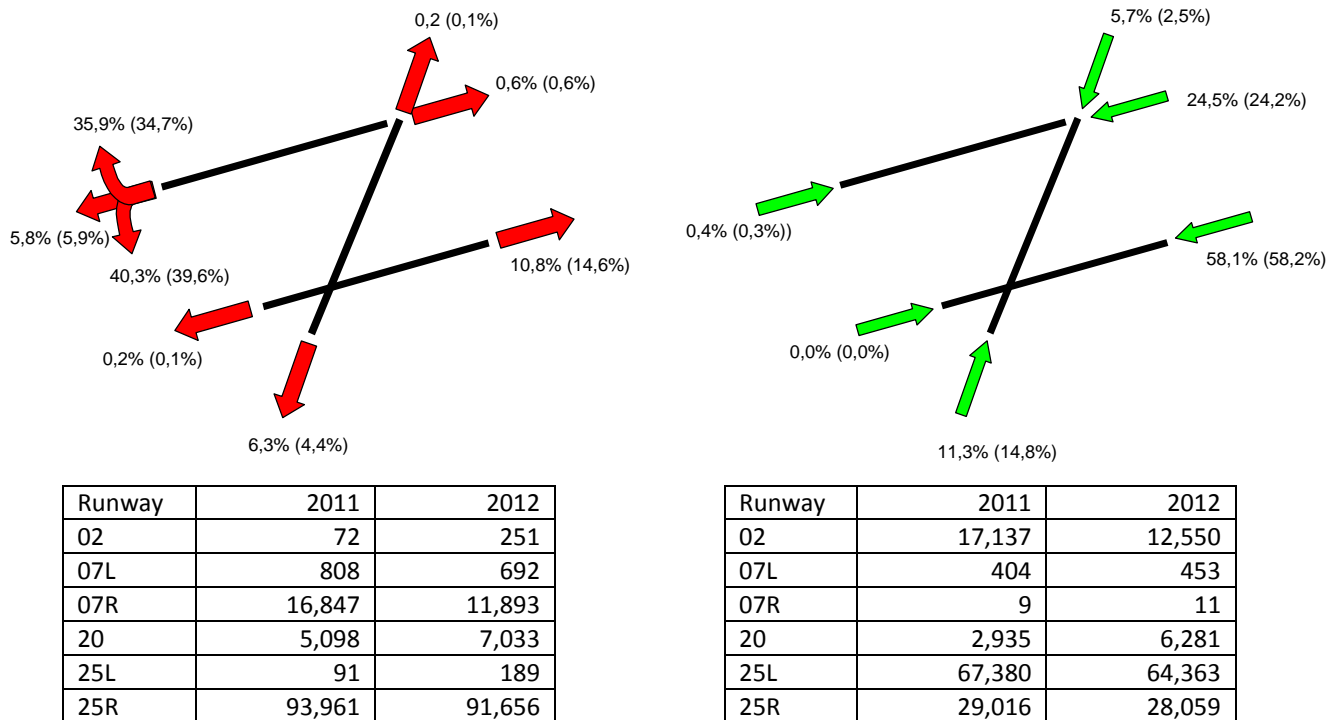 0,2 (0,1%)
0,6% (0,6%)
35,9% (34,7%)
5,8% (5,9%)
40,3% (39,6%)
10,8% (14,6%)
0,2% (0,1%)
6,3% (4,4%)
5,7% (2,5%)
24,5% (24,2%)
0,4% (0,3%))
58,1% (58,2%)
0,0% (0,0%)
11,3% (14,8%)
Runway 2011 2012
02 72 251
07L 808 692
07R 16,847 11,893
20 5,098 7,033
25L 91 189
25R 93,961 91,656
Runway 2011 2012
02 17,137 12,550
07L 404 453
07R 9 11
20 2,935 6,281
25L 67,380 64,363
25R 29,016 28,059